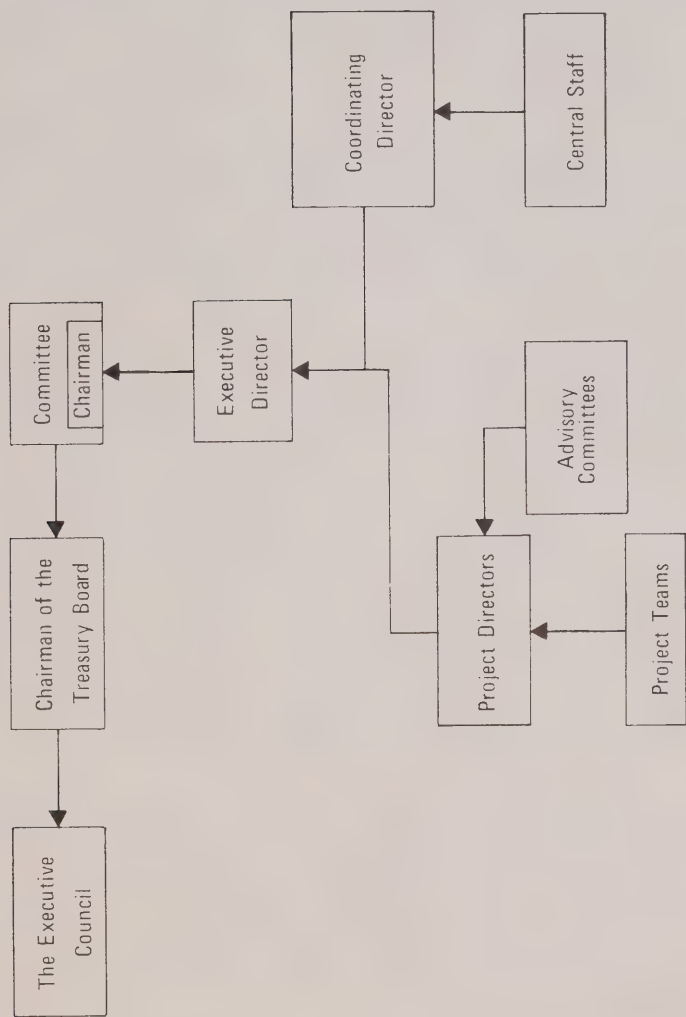 The Executive
Council
Chairman of the
Treasury Board
Committee
Chairman
Executive
Director
Coordinating
Director
Project Directors
Advisory
Committees
Central Staff
Project Teams